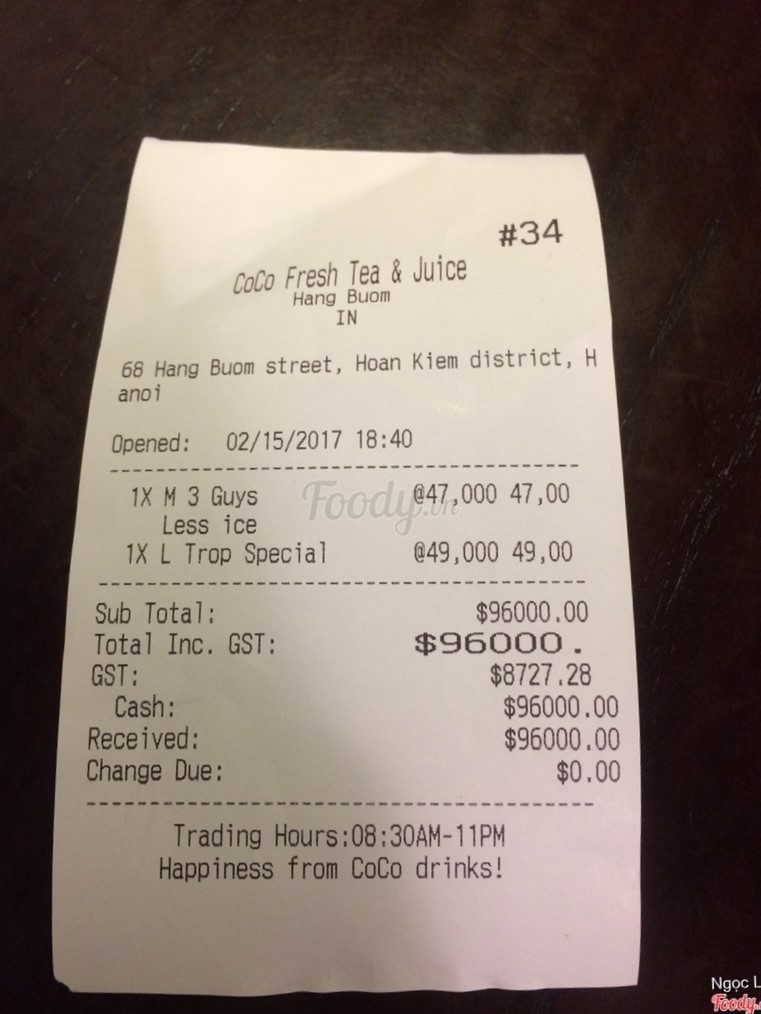 #34
CoCo Fresh Tea & Juice
Hang Buom
IN
68 Hang Buom street, Hoan Kiem district, H
anoi
Opened: 02/15/2017 18:40
1X M 3 Guys @47,000 47,00
Less ice
1X L Trop Special @49,000 49,00
Foody.vn
Sub Total: $96000.00
Total Inc. GST: $96000.
GST: $8727.28
Cash: $96000.00
Received: $96000.00
Change Due: $0.00
Trading Hours:08:30AM-11PM
Happiness from CoCo drinks!
Ngọc L
Foody.